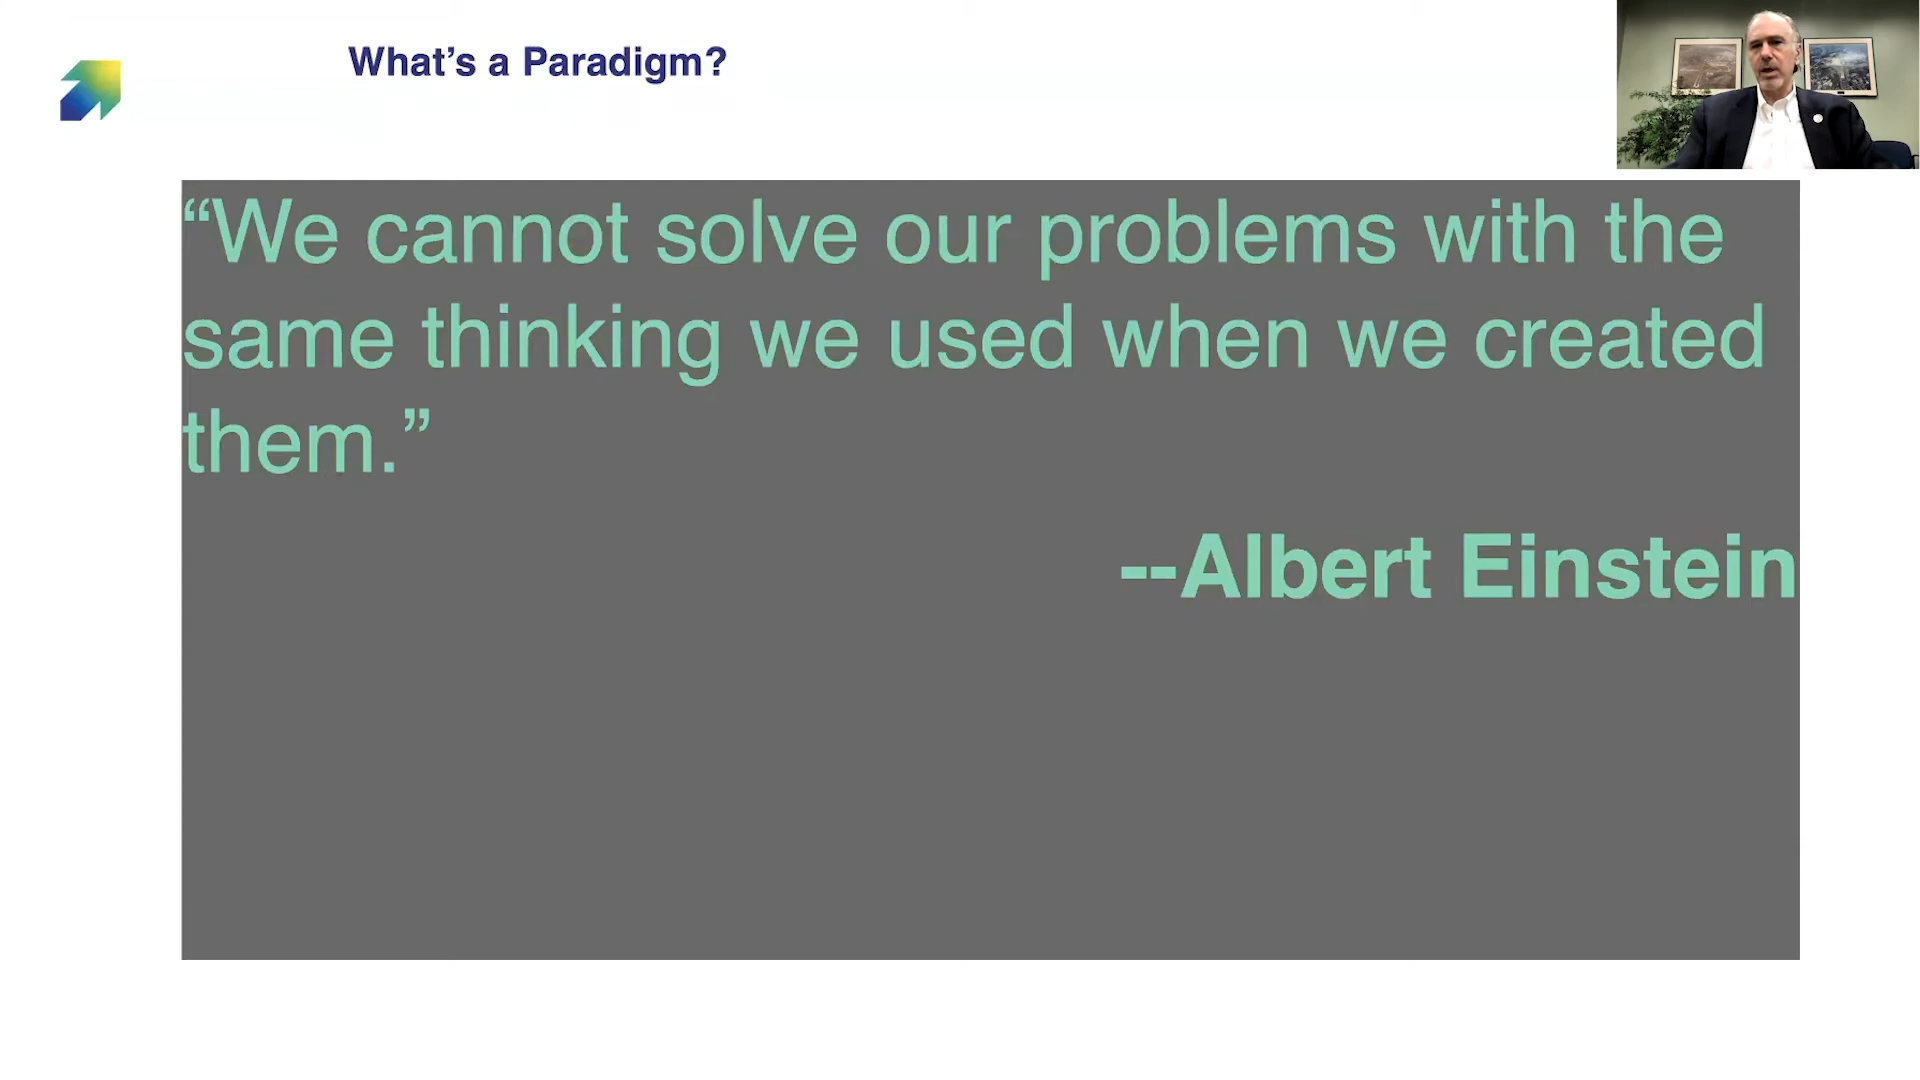 What’s a Paradigm?
“We cannot solve our problems with the
same thinking we used when we created
them.”
--Albert Einstein